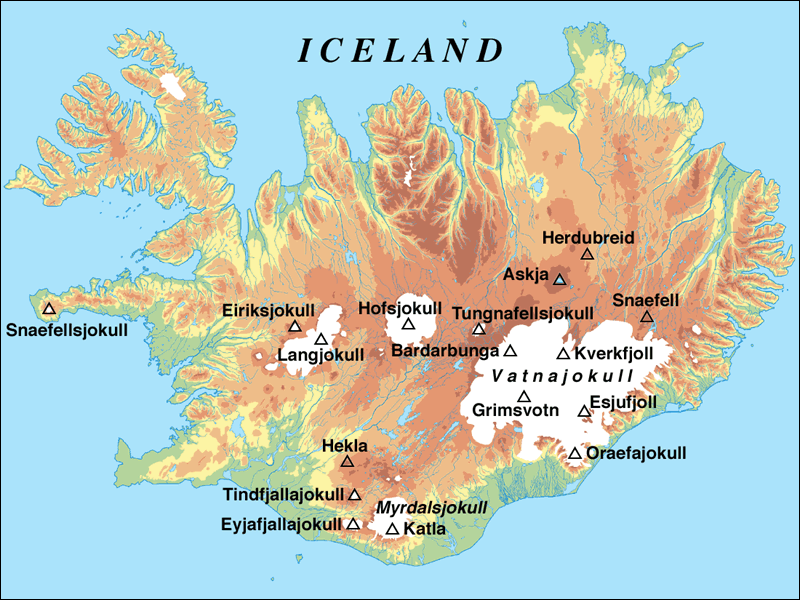 ICELAND
Herdubreid
Askja
Snaefell
Eiriksjokull
Hofsjokull
Tungnafellsjokull
Snaefellsjokull
Langjokull
Bardarbunga
Kverkfjoll
Vatnajokull
Grimsvotn
Esjufjoll
Hekla
Oraefajokull
Tindfjallajokull
Myrdalsjokull
Eyjafjallajokull
Katla